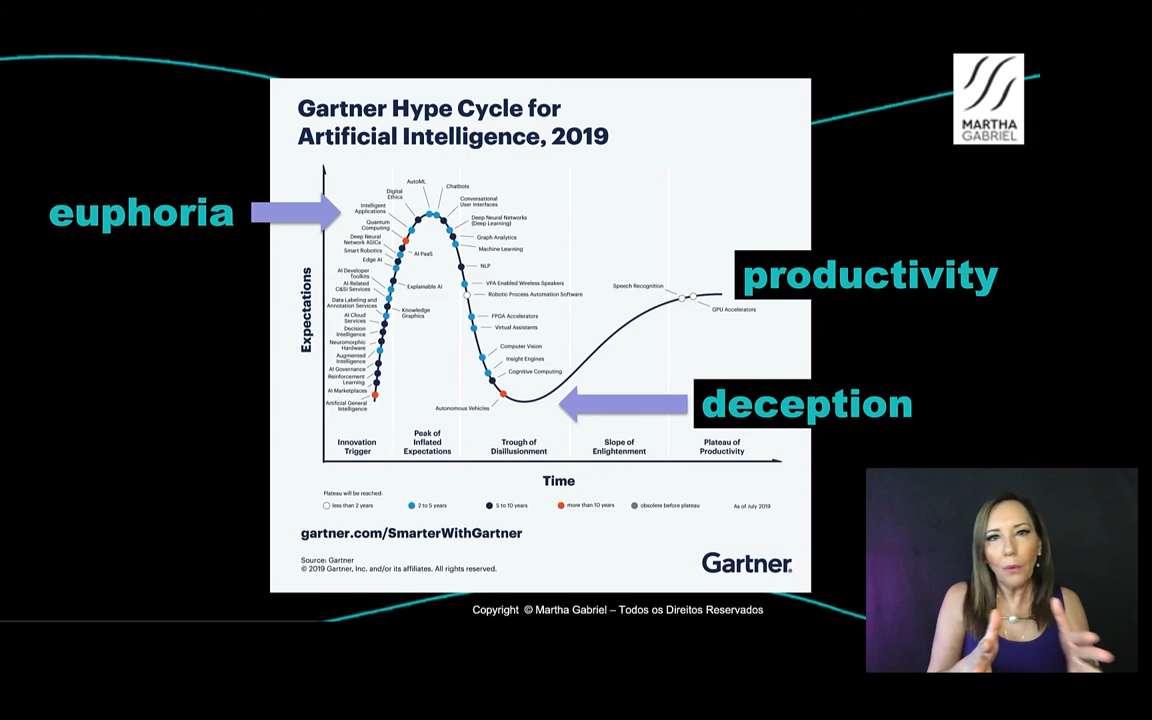 MARTHA
GABRIEL
Gartner Hype Cycle for
Artificial Intelligence, 2019
euphoria
productivity
deception
Expectations
AutoML
Chatbots
Digital
Ethics
Conversational
User Interfaces
Intelligent
Applications
Deep Neural Networks
(Deep Learning)
Quantum
Computing
Graph Analytics
Deep Neural
Network ASICs
Machine Learning
Smart Robotics
AI PaaS
Edge AI
NLP
AI Developer
Toolkits
VPA-Enabled Wireless Speakers
AI-Related
C&SI Services
Explainable AI
Robotic Process Automation Software
Speech Recognition
Data Labeling and
Annotation Services
Knowledge
Graphics
GPU Accelerators
AI Cloud
Services
FPGA Accelerators
Decision
Intelligence
Virtual Assistants
Neuromorphic
Hardware
Computer Vision
Augmented
Intelligence
Insight Engines
AI Governance
Cognitive Computing
Reinforcement
Learning
AI Marketplaces
Artificial General
Intelligence
Autonomous Vehicles
Innovation
Trigger
Peak of
Inflated
Expectations
Trough of
Disillusionment
Slope of
Enlightenment
Plateau of
Productivity
Time
Plateau will be reached:
less than 2 years
2 to 5 years
5 to 10 years
more than 10 years
obsolete before plateau
As of July 2019
gartner.com/SmarterWithGartner
Source: Gartner
© 2019 Gartner, Inc. and/or its affiliates. All rights reserved.
Gartner.
Copyright © Martha Gabriel – Todos os Direitos Reservados